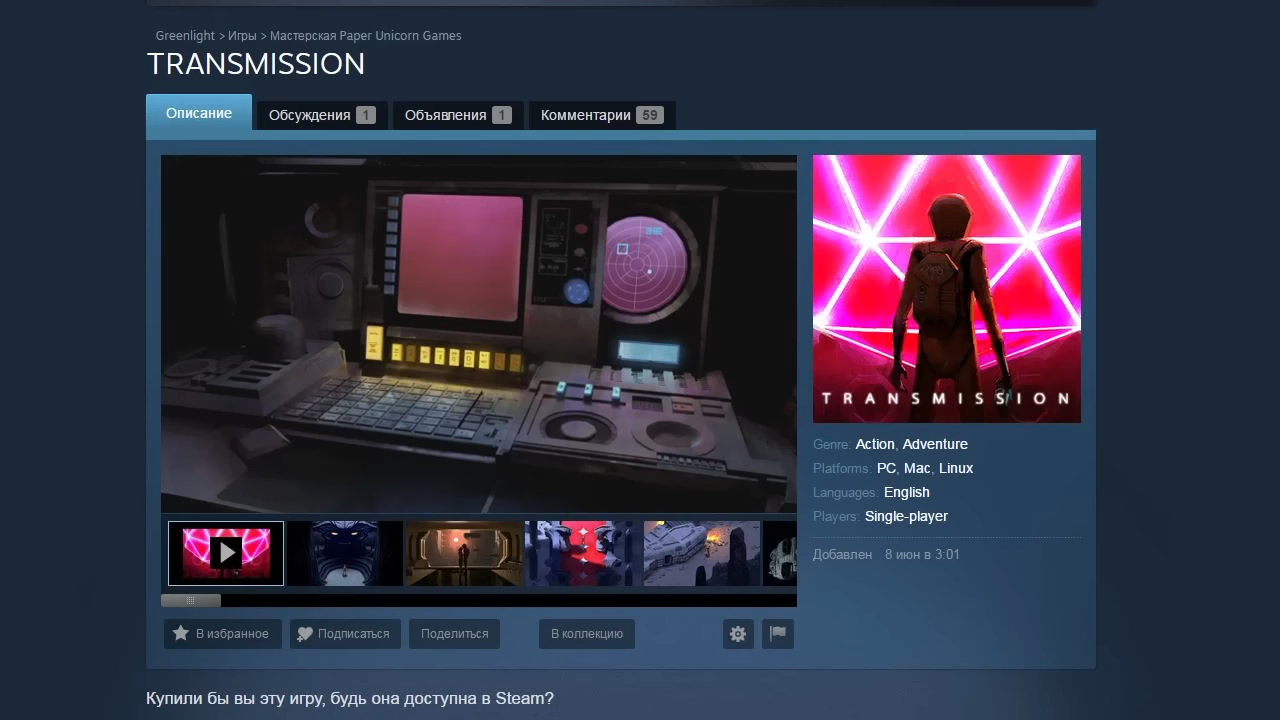 Greenlight > Игры > Мастерская Paper Unicorn Games
TRANSMISSION
Описание
Обсуждения 1
Объявления 1
Комментарии 59
TRANSMISSION
Genre: Action, Adventure
Platforms: PC, Mac, Linux
Languages: English
Players: Single-player
Добавлен 8 июн в 3:01
В избранное
Подписаться
Поделиться
В коллекцию
Купили бы вы эту игру, будь она доступна в Steam?